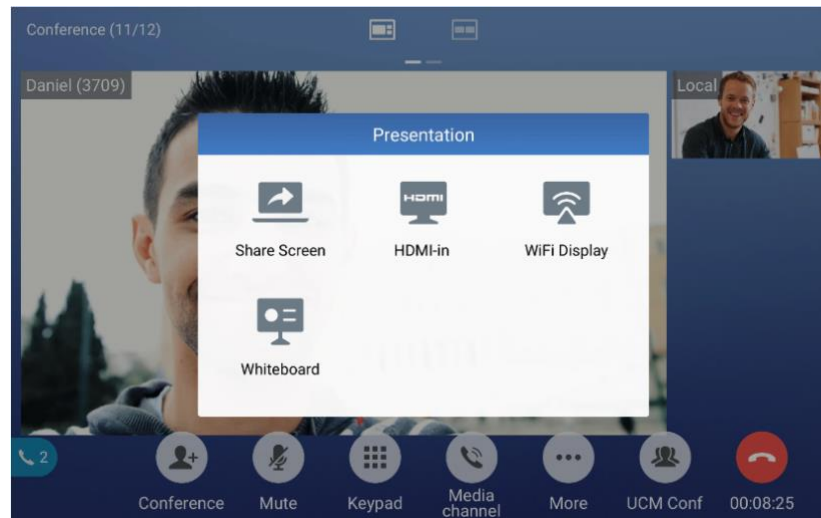 Conference (11/12)
Daniel (3709)
Local
Presentation
Share Screen
HDMI
HDMI-in
WiFi Display
Whiteboard
2
Conference
Mute
Keypad
Media
channel
More
UCM Conf
00:08:25